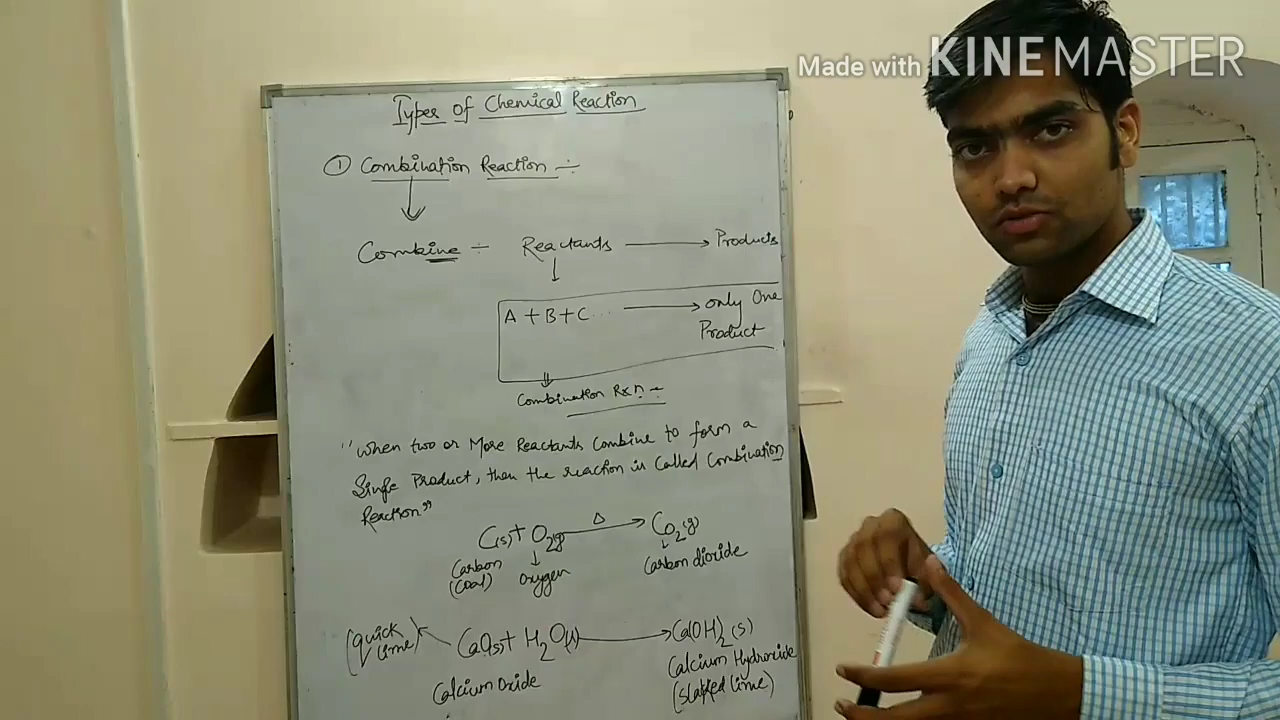 Made with KINEMASTER
Types of Chemical Reaction
① Combination Reaction :-
Combine :- Reactants → Products
A + B + C ... → only One
Product
Combination Rxn :-
"When two or More Reactants Combine to form a
Single Product, then the reaction is Called Combination
Reaction"
C(s) + O₂(g) —Δ→ CO₂(g)
Carbon
(Coal) Oxygen Carbon dioxide
(quick
lime) CaO(s) + H₂O(l) → Ca(OH)₂(s)
Calcium Oxide Calcium Hydroxide
(Slaked lime)